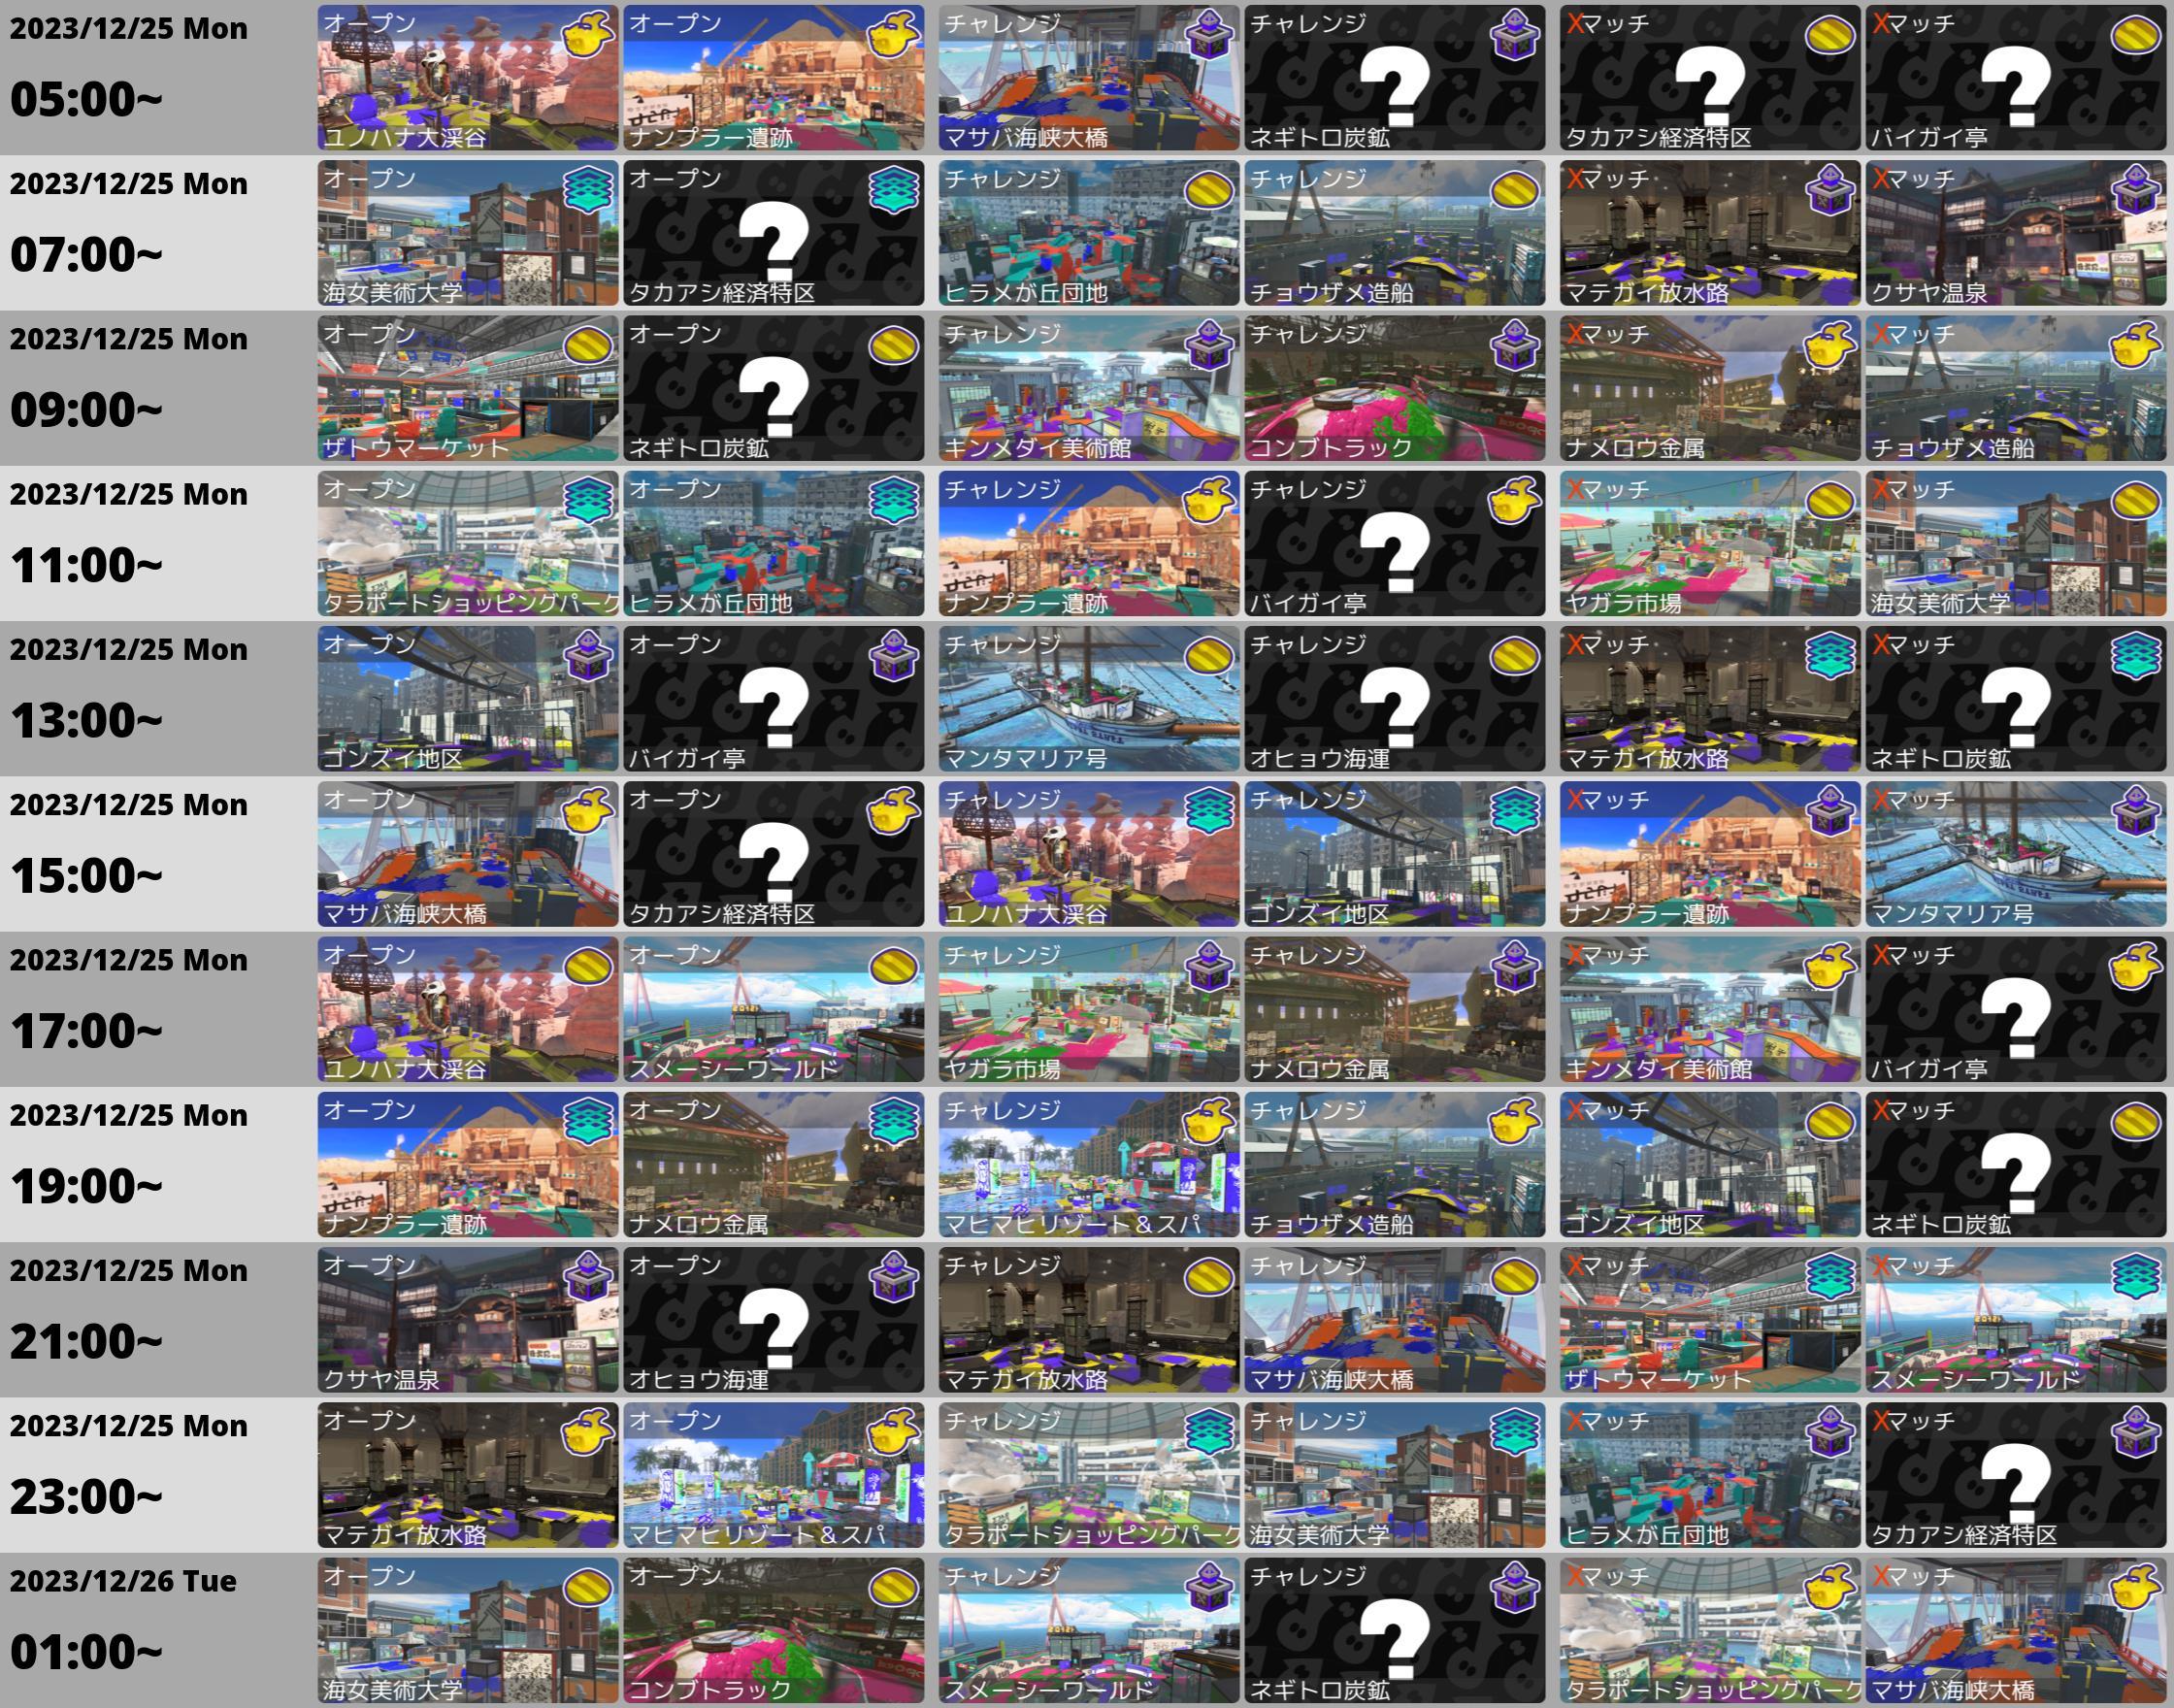 2023/12/25 Mon
05:00~
オープン
ユノハナ大渓谷
オープン
ナンプラー遺跡
チャレンジ
マサバ海峡大橋
チャレンジ
ネギトロ炭鉱
Xマッチ
タカアシ経済特区
Xマッチ
バイガイ亭
2023/12/25 Mon
07:00~
オープン
海女美術大学
オープン
タカアシ経済特区
チャレンジ
ヒラメが丘団地
チャレンジ
チョウザメ造船
Xマッチ
マテガイ放水路
Xマッチ
クサヤ温泉
2023/12/25 Mon
09:00~
オープン
ザトウマーケット
オープン
ネギトロ炭鉱
チャレンジ
キンメダイ美術館
チャレンジ
コンブトラック
Xマッチ
ナメロウ金属
Xマッチ
チョウザメ造船
2023/12/25 Mon
11:00~
オープン
タラポートショッピングパーク
オープン
ヒラメが丘団地
チャレンジ
ナンプラー遺跡
チャレンジ
バイガイ亭
Xマッチ
ヤガラ市場
Xマッチ
海女美術大学
2023/12/25 Mon
13:00~
オープン
ゴンズイ地区
オープン
バイガイ亭
チャレンジ
マンタマリア号
チャレンジ
オヒョウ海運
Xマッチ
マテガイ放水路
Xマッチ
ネギトロ炭鉱
2023/12/25 Mon
15:00~
オープン
マサバ海峡大橋
オープン
タカアシ経済特区
チャレンジ
ユノハナ大渓谷
チャレンジ
ゴンズイ地区
Xマッチ
ナンプラー遺跡
Xマッチ
マンタマリア号
2023/12/25 Mon
17:00~
オープン
ユノハナ大渓谷
オープン
スメーシーワールド
チャレンジ
ヤガラ市場
チャレンジ
ナメロウ金属
Xマッチ
キンメダイ美術館
Xマッチ
バイガイ亭
2023/12/25 Mon
19:00~
オープン
ナンプラー遺跡
オープン
ナメロウ金属
チャレンジ
マヒマヒリゾート&スパ
チャレンジ
チョウザメ造船
Xマッチ
ゴンズイ地区
Xマッチ
ネギトロ炭鉱
2023/12/25 Mon
21:00~
オープン
クサヤ温泉
オープン
オヒョウ海運
チャレンジ
マテガイ放水路
チャレンジ
マサバ海峡大橋
Xマッチ
ザトウマーケット
Xマッチ
スメーシーワールド
2023/12/25 Mon
23:00~
オープン
マテガイ放水路
オープン
マヒマヒリゾート&スパ
チャレンジ
タラポートショッピングパーク
チャレンジ
海女美術大学
Xマッチ
ヒラメが丘団地
Xマッチ
タカアシ経済特区
2023/12/26 Tue
01:00~
オープン
海女美術大学
オープン
コンブトラック
チャレンジ
スメーシーワールド
チャレンジ
ネギトロ炭鉱
Xマッチ
タラポートショッピングパーク
Xマッチ
マサバ海峡大橋